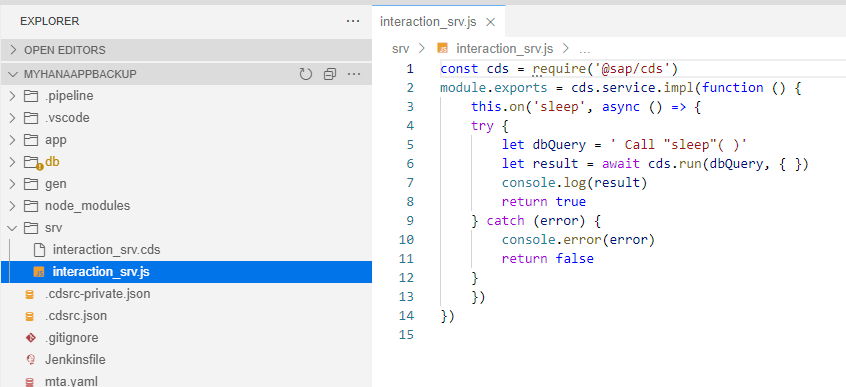 EXPLORER
OPEN EDITORS
MYHANAAPPBACKUP
.pipeline
.vscode
app
db
gen
node_modules
srv
interaction_srv.cds
interaction_srv.js
.cdsrc-private.json
.cdsrc.json
.gitignore
Jenkinsfile
mta.yaml
interaction_srv.js
srv > interaction_srv.js > ...
1 const cds = require('@sap/cds')
2 module.exports = cds.service.impl(function () {
3     this.on('sleep', async () => {
4     try {
5         let dbQuery = ' Call "sleep"( )'
6         let result = await cds.run(dbQuery, { })
7         console.log(result)
8         return true
9     } catch (error) {
10         console.error(error)
11         return false
12     }
13     })
14 })
15